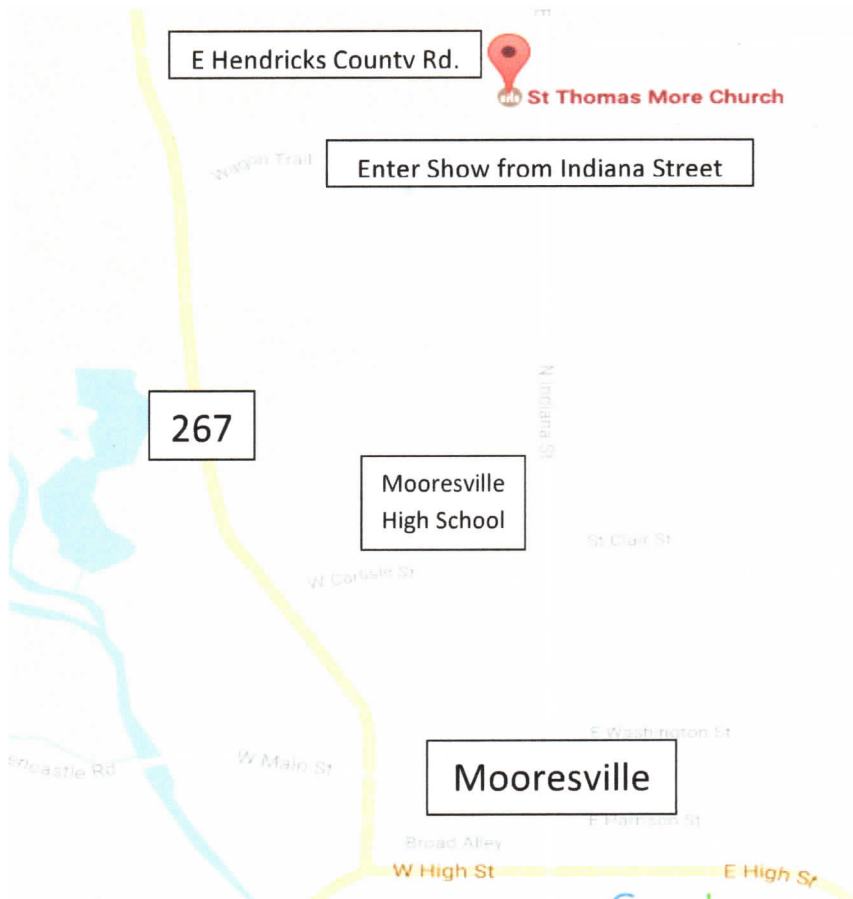 E Hendricks County Rd.
St Thomas More Church
Wagon Trail
Enter Show from Indiana Street
N Indiana St
267
Mooresville
High School
St Clair St
W Carlisle St
E Washington St
W Main St
Mooresville
E Harrison St
Broad Alley
W High St
E High St